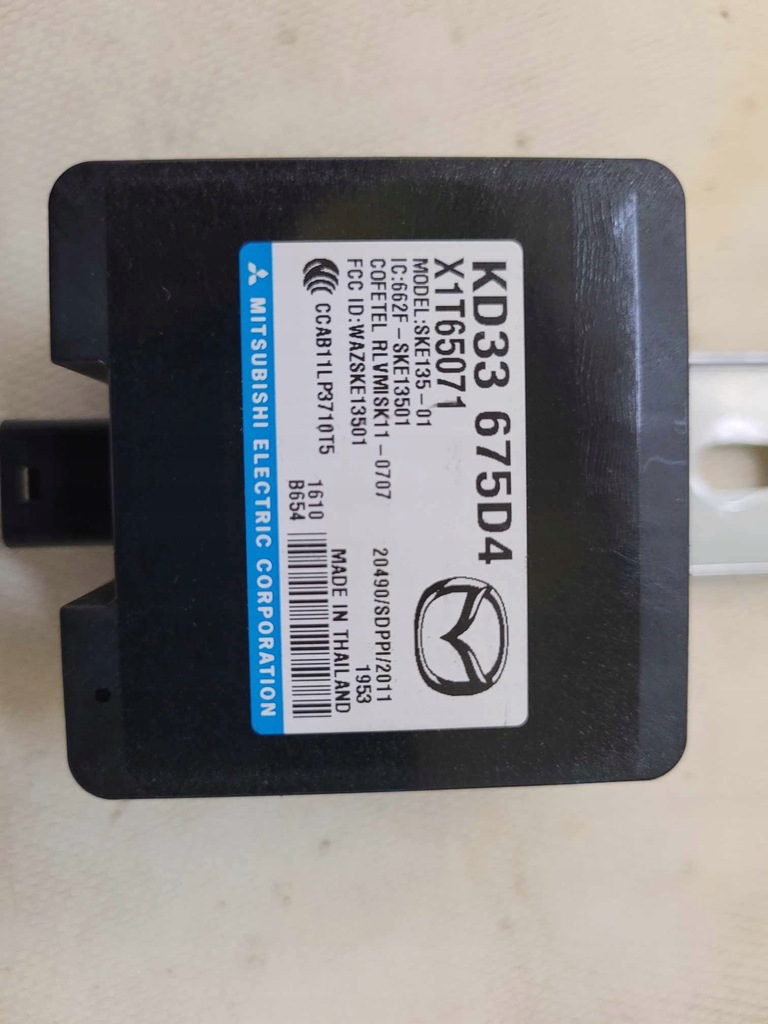 KD33 675D4
X1T65071
MODEL:SKE135-01
IC:662F-SKE13501
COFETEL RLVMISK11-0707
20490/SDPPI/2011
FCC ID:WAZSKE13501
1953
MADE IN THAILAND
CCAB11LP3710T5
1610
B654
MITSUBISHI ELECTRIC CORPORATION